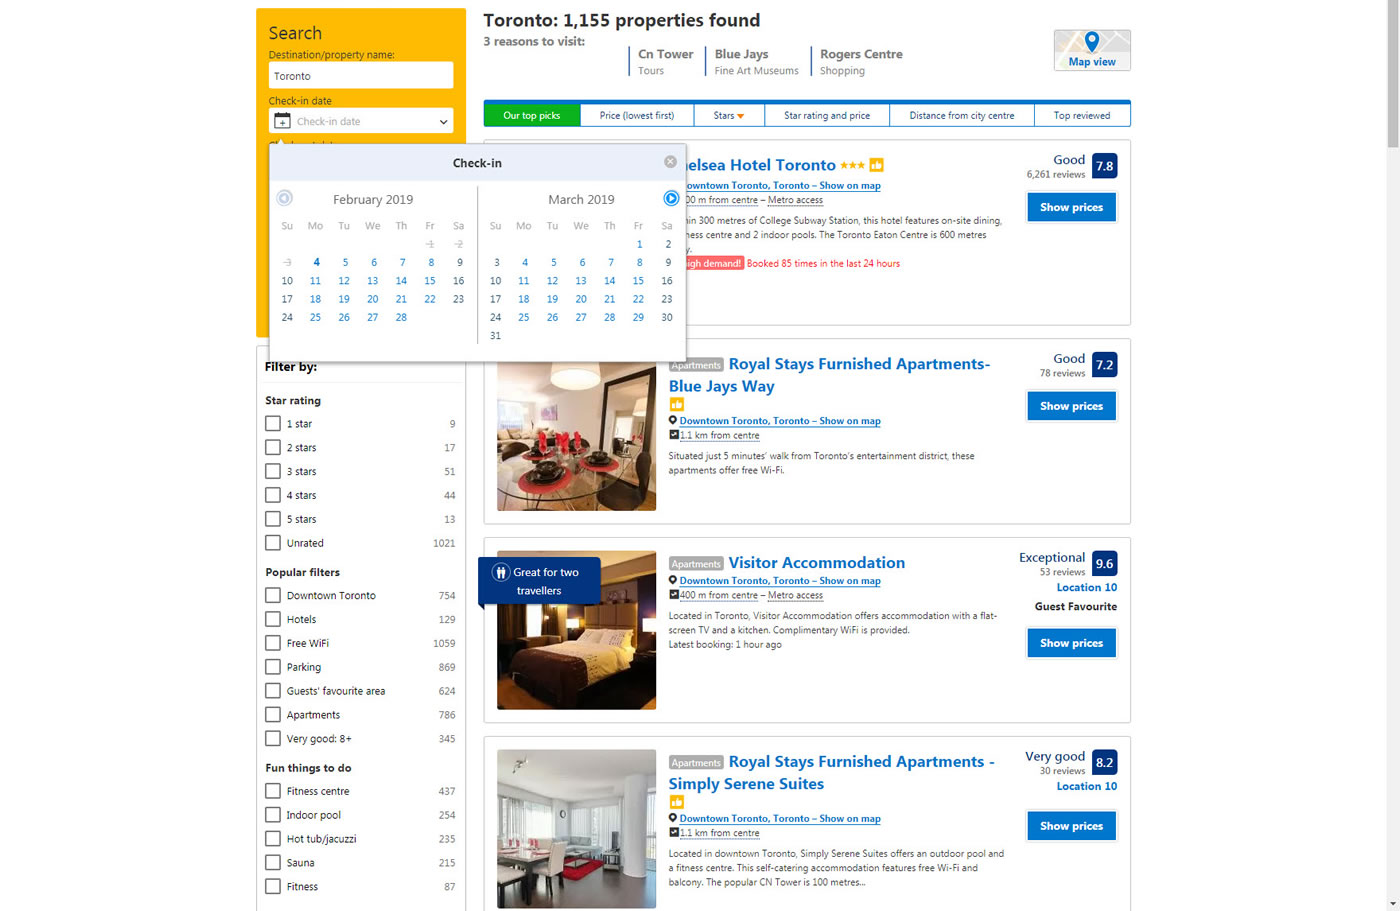 Search
Destination/property name:
Toronto
Check-in date
Check-in date
Check-in
February 2019
Su Mo Tu We Th Fr Sa
1 2
3 4 5 6 7 8 9
10 11 12 13 14 15 16
17 18 19 20 21 22 23
24 25 26 27 28
March 2019
Su Mo Tu We Th Fr Sa
1 2
3 4 5 6 7 8 9
10 11 12 13 14 15 16
17 18 19 20 21 22 23
24 25 26 27 28 29 30
31
Filter by:
Star rating
1 star 9
2 stars 17
3 stars 51
4 stars 44
5 stars 13
Unrated 1021
Popular filters
Downtown Toronto 754
Hotels 129
Free WiFi 1059
Parking 869
Guests' favourite area 624
Apartments 786
Very good: 8+ 345
Fun things to do
Fitness centre 437
Indoor pool 254
Hot tub/jacuzzi 235
Sauna 215
Fitness 87
Toronto: 1,155 properties found
3 reasons to visit:
Cn Tower
Tours
Blue Jays
Fine Art Museums
Rogers Centre
Shopping
Map view
Our top picks Price (lowest first) Stars Star rating and price Distance from city centre Top reviewed
elsea Hotel Toronto
owntown Toronto, Toronto – Show on map
00 m from centre – Metro access
in 300 metres of College Subway Station, this hotel features on-site dining,
ness centre and 2 indoor pools. The Toronto Eaton Centre is 600 metres
y.
igh demand! Booked 85 times in the last 24 hours
Good 7.8
6,261 reviews
Show prices
Apartments Royal Stays Furnished Apartments-
Blue Jays Way
Downtown Toronto, Toronto – Show on map
1.1 km from centre
Situated just 5 minutes' walk from Toronto's entertainment district, these
apartments offer free Wi-Fi.
Good 7.2
78 reviews
Show prices
Great for two
travellers
Apartments Visitor Accommodation
Downtown Toronto, Toronto – Show on map
400 m from centre – Metro access
Located in Toronto, Visitor Accommodation offers accommodation with a flat-
screen TV and a kitchen. Complimentary WiFi is provided.
Latest booking: 1 hour ago
Exceptional 9.6
53 reviews
Location 10
Guest Favourite
Show prices
Apartments Royal Stays Furnished Apartments -
Simply Serene Suites
Downtown Toronto, Toronto – Show on map
1.1 km from centre
Located in downtown Toronto, Simply Serene Suites offers an outdoor pool and
a fitness centre. This self-catering accommodation features free Wi-Fi and
balcony. The popular CN Tower is 100 metres...
Very good 8.2
30 reviews
Location 10
Show prices